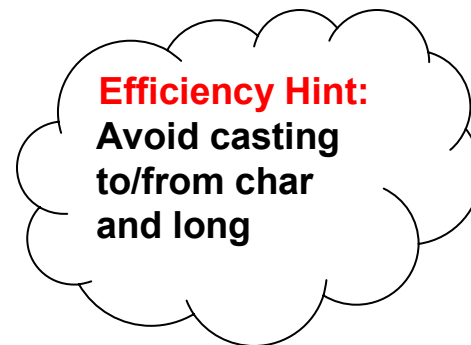 Efficiency Hint:
Avoid casting
to/from char
and long